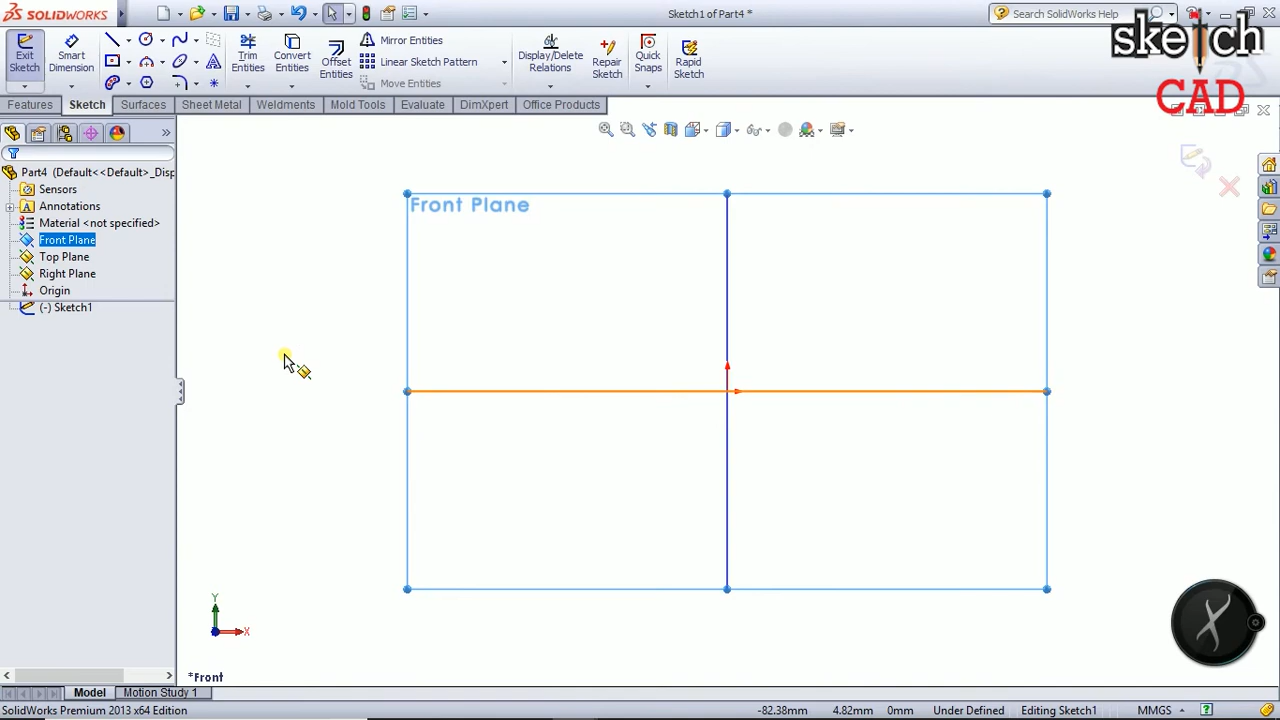 SOLIDWORKS
Sketch1 of Part4 *
Search SolidWorks Help
sketch
CAD
Exit Sketch
Smart Dimension
Trim Entities
Convert Entities
Offset Entities
Mirror Entities
Linear Sketch Pattern
Move Entities
Display/Delete Relations
Repair Sketch
Quick Snaps
Rapid Sketch
Features Sketch Surfaces Sheet Metal Weldments Mold Tools Evaluate DimXpert Office Products
Part4 (Default<<Default>_Disp
Sensors
Annotations
Material <not specified>
Front Plane
Top Plane
Right Plane
Origin
(-) Sketch1
Front Plane
Y
X
*Front
Model Motion Study 1
SolidWorks Premium 2013 x64 Edition -82.38mm 4.82mm 0mm Under Defined Editing Sketch1 MMGS